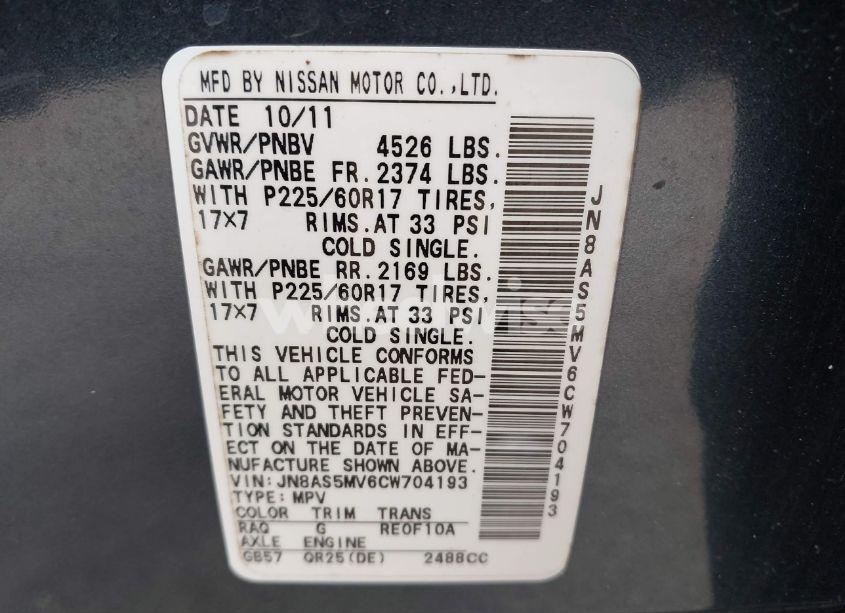 MFD BY NISSAN MOTOR CO.,LTD.
DATE 10/11
GVWR/PNBV 4526 LBS.
GAWR/PNBE FR. 2374 LBS.
WITH P225/60R17 TIRES,
17X7 RIMS.AT 33 PSI
COLD SINGLE.
GAWR/PNBE RR. 2169 LBS.
WITH P225/60R17 TIRES,
17X7 RIMS.AT 33 PSI
COLD SINGLE.
THIS VEHICLE CONFORMS
TO ALL APPLICABLE FED-
ERAL MOTOR VEHICLE SA-
FETY AND THEFT PREVEN-
TION STANDARDS IN EFF-
ECT ON THE DATE OF MA-
NUFACTURE SHOWN ABOVE.
VIN: JN8AS5MV6CW704193
TYPE: MPV
COLOR TRIM TRANS
RAQ G RE0F10A
AXLE ENGINE
GB57 QR25(DE) 2488CC
JN8AS5MV6CW704193